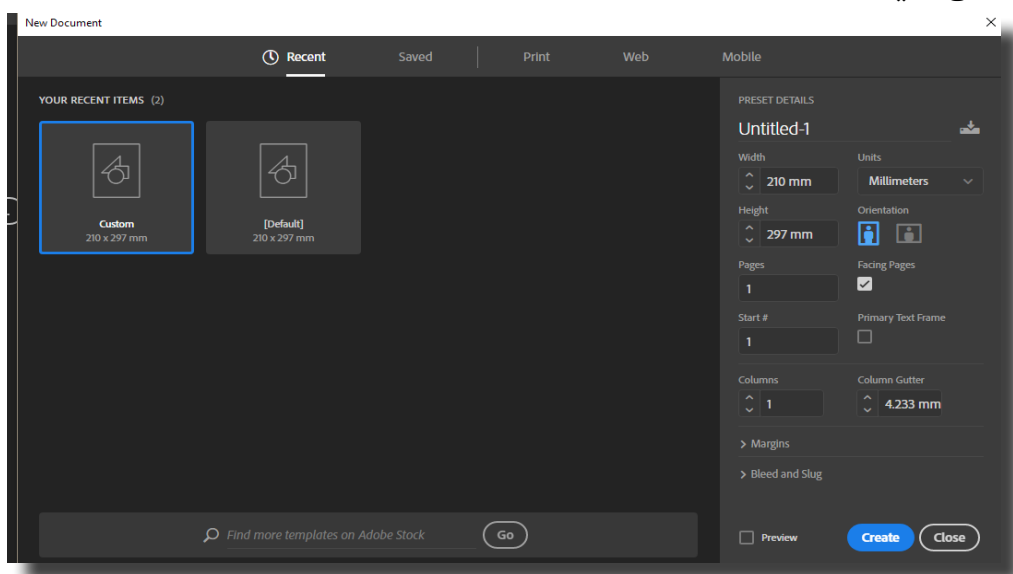 New Document
Recent
Saved
Print
Web
Mobile
YOUR RECENT ITEMS (2)
Custom
210 x 297 mm
[Default]
210 x 297 mm
Find more templates on Adobe Stock
Go
PRESET DETAILS
Untitled-1
Width
Units
210 mm
Millimeters
Height
Orientation
297 mm
Pages
Facing Pages
1
Start #
Primary Text Frame
1
Columns
Column Gutter
1
4.233 mm
Margins
Bleed and Slug
Preview
Create
Close